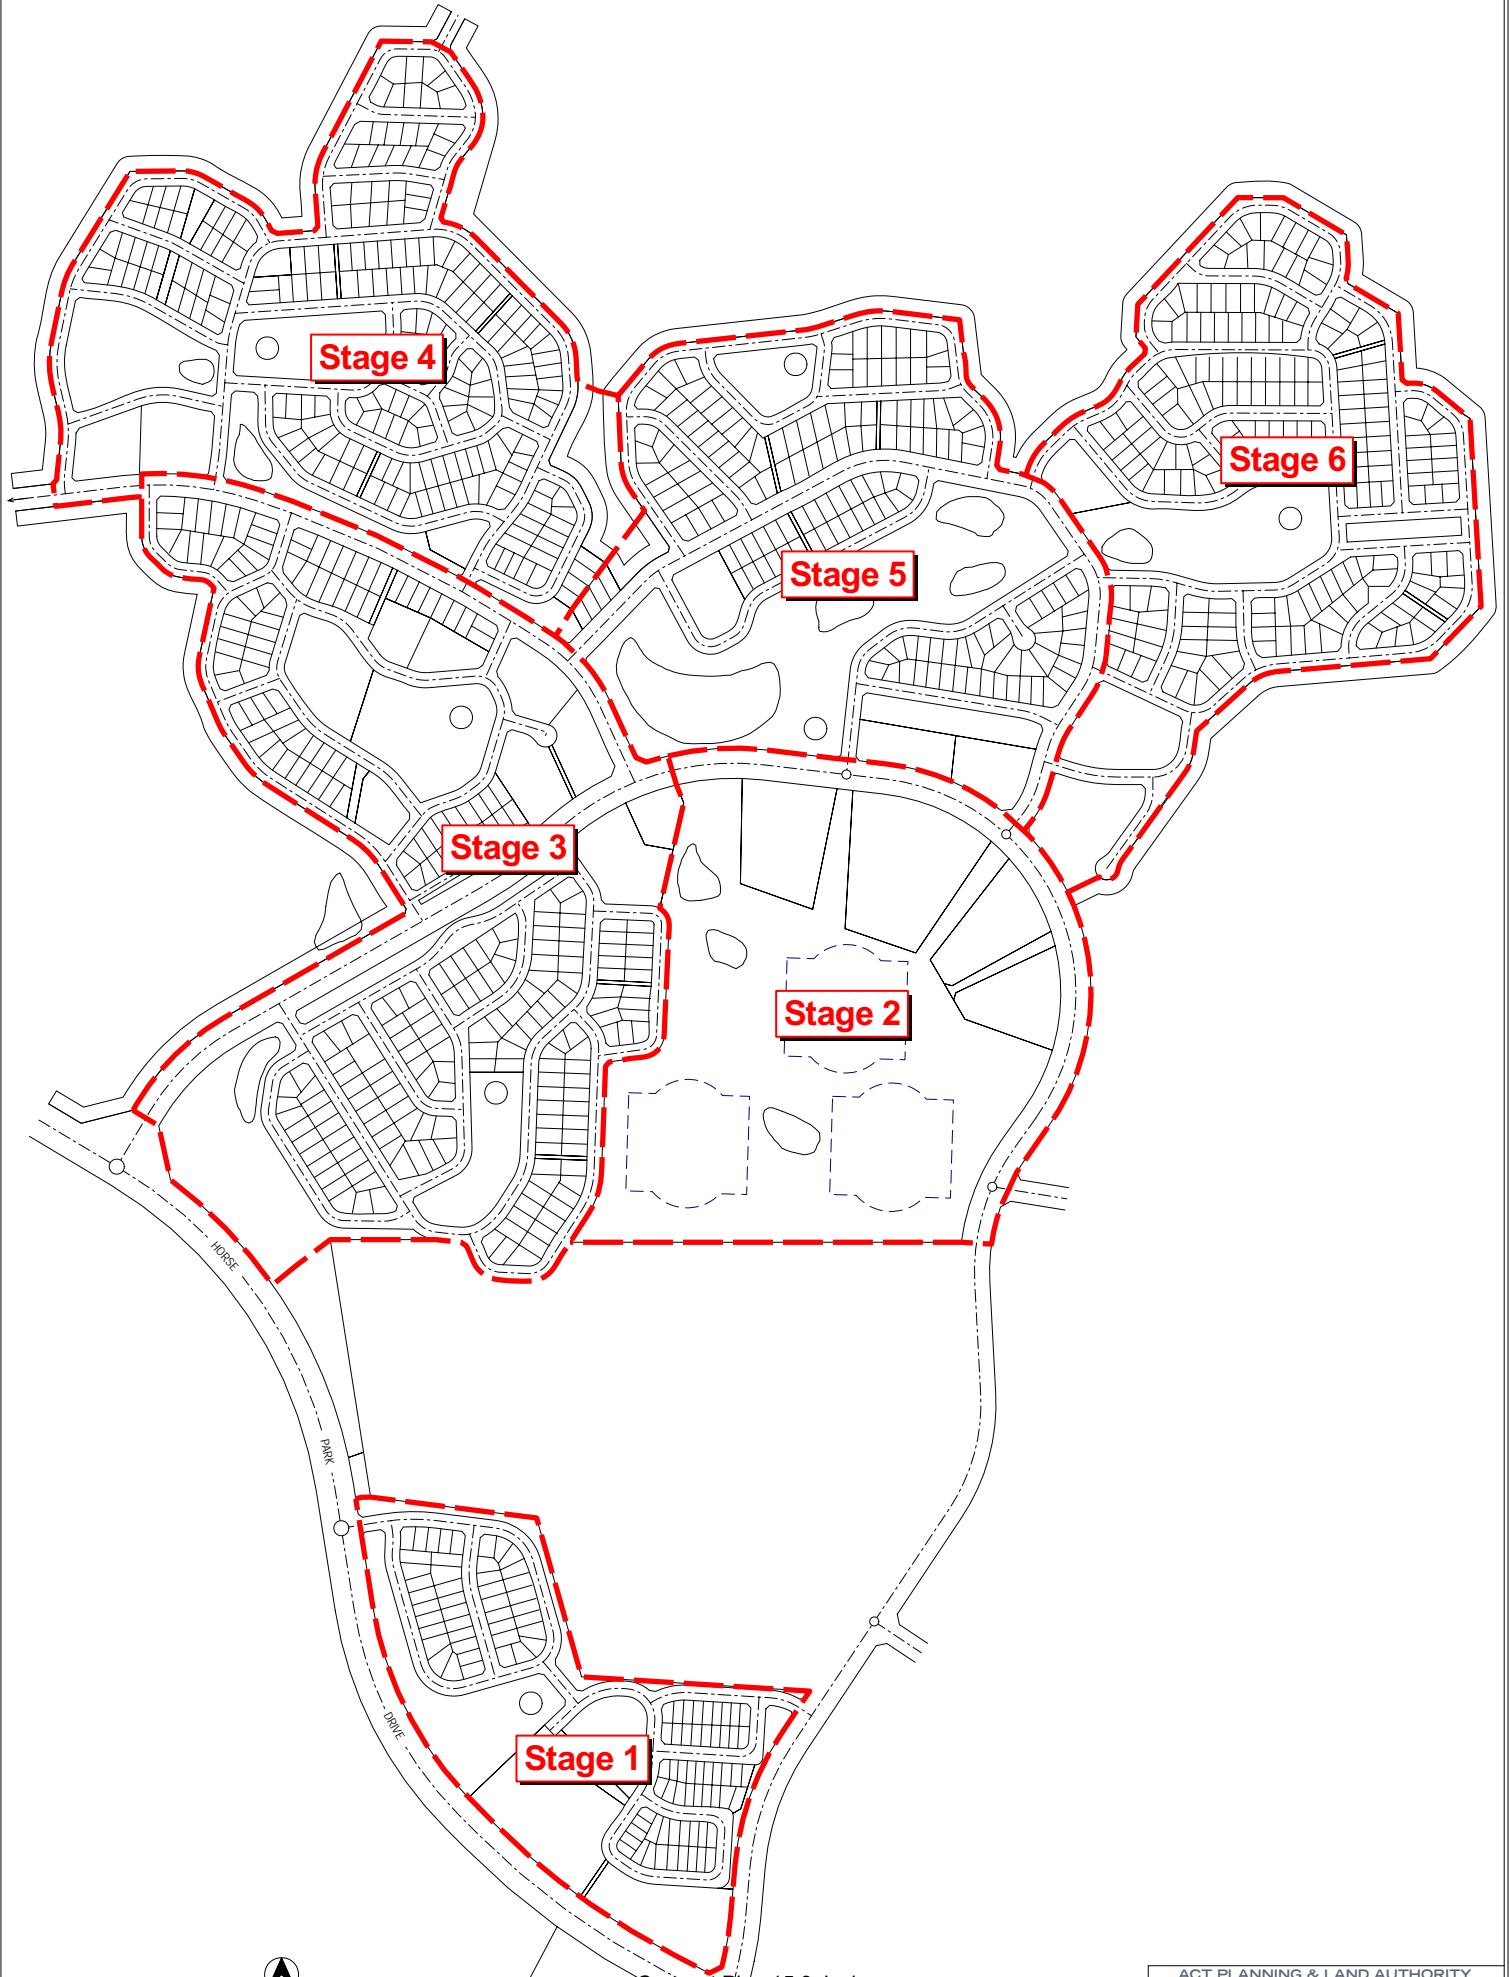 Stage 4
Stage 6
Stage 5
Stage 3
Stage 2
HORSE
PARK
DRIVE
Stage 1
ACT PLANNING & LAND AUTHORITY